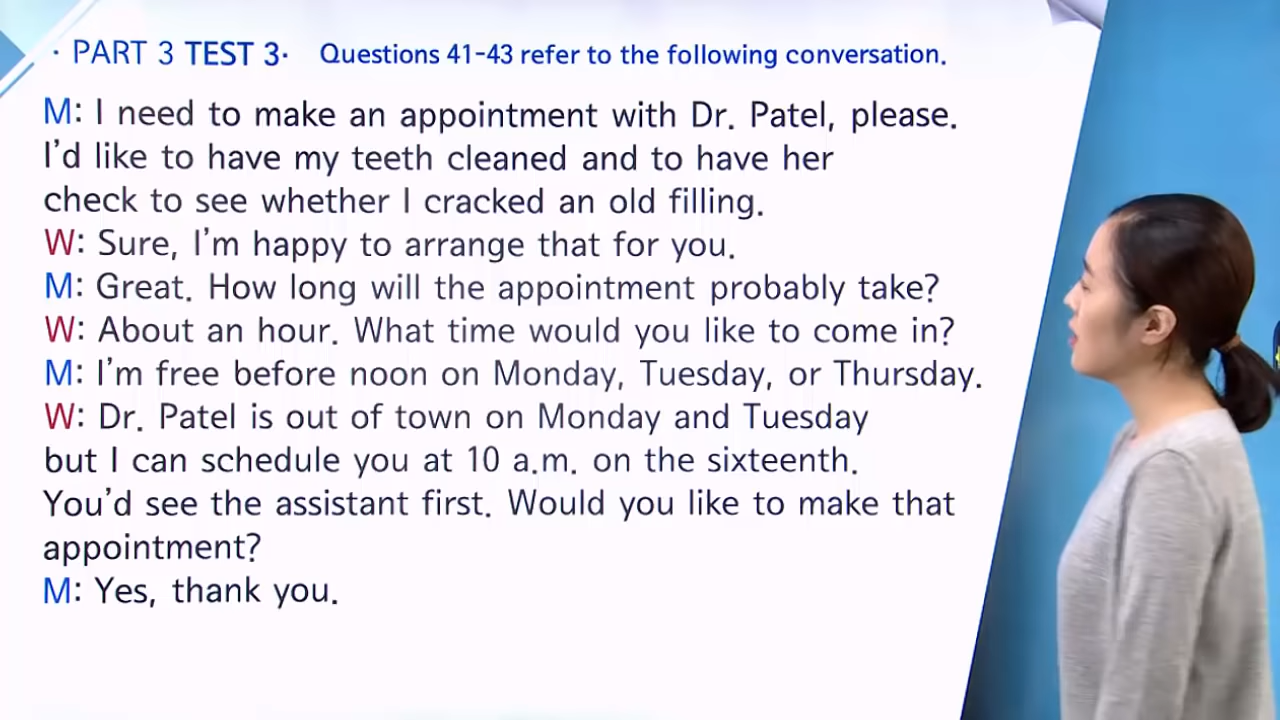 · PART 3 TEST 3· Questions 41-43 refer to the following conversation.
M: I need to make an appointment with Dr. Patel, please.
I'd like to have my teeth cleaned and to have her
check to see whether I cracked an old filling.
W: Sure, I'm happy to arrange that for you.
M: Great. How long will the appointment probably take?
W: About an hour. What time would you like to come in?
M: I'm free before noon on Monday, Tuesday, or Thursday.
W: Dr. Patel is out of town on Monday and Tuesday
but I can schedule you at 10 a.m. on the sixteenth.
You'd see the assistant first. Would you like to make that
appointment?
M: Yes, thank you.